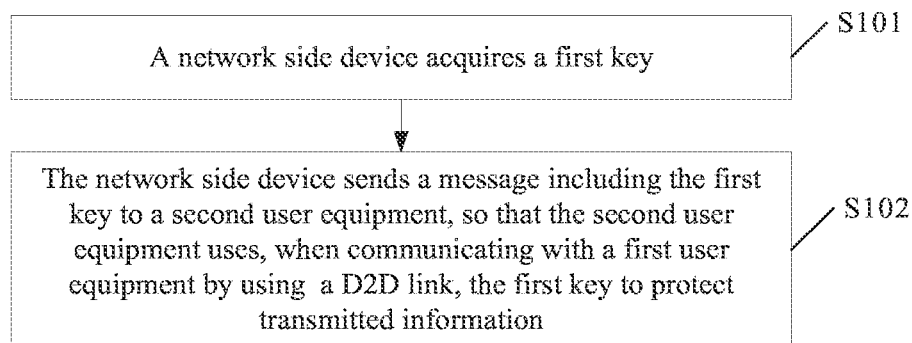 A network side device acquires a first key
S101
The network side device sends a message including the first
key to a second user equipment, so that the second user
equipment uses, when communicating with a first user
equipment by using a D2D link, the first key to protect
transmitted information
S102